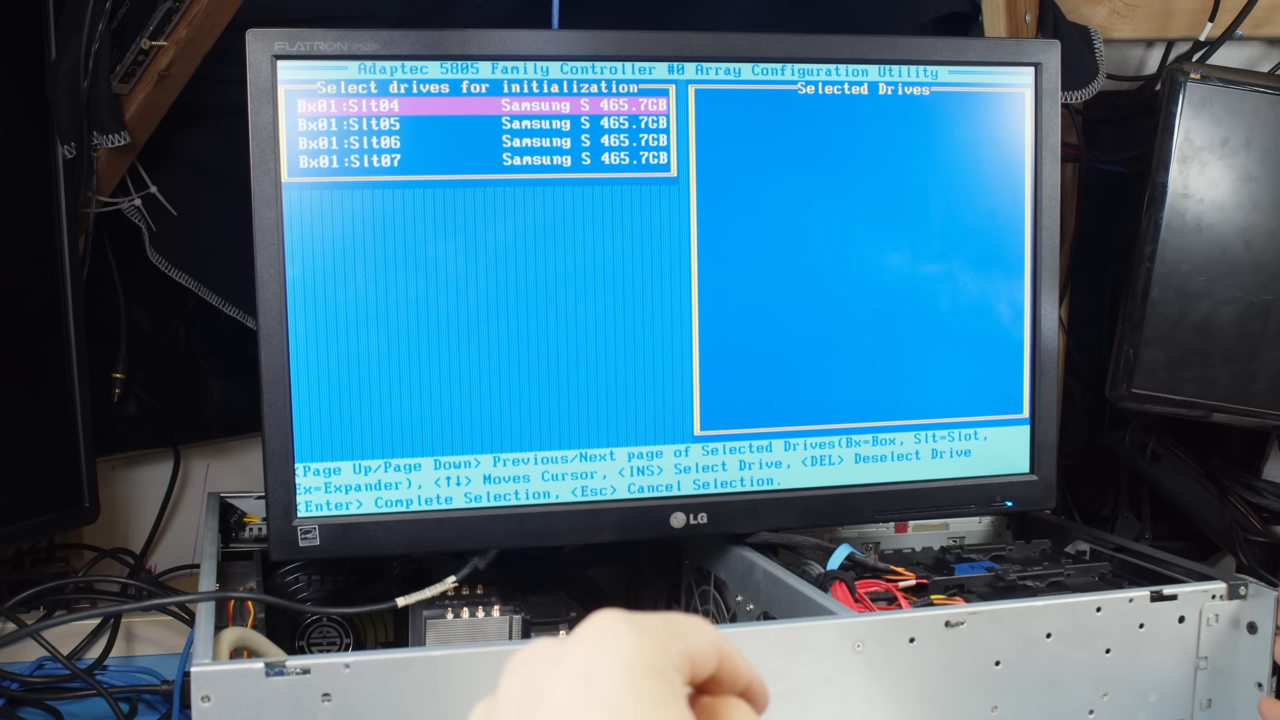 FLATRON
Adaptec 5805 Family Controller #0 Array Configuration Utility
Select drives for initialization
Bx01:Slt04 Samsung S 465.7GB
Bx01:Slt05 Samsung S 465.7GB
Bx01:Slt06 Samsung S 465.7GB
Bx01:Slt07 Samsung S 465.7GB
Selected Drives
<Page Up/Page Down> Previous/Next page of Selected Drives(Bx=Box, Slt=Slot,
Ex=Expander), <↑↓> Moves Cursor, <INS> Select Drive, <DEL> Deselect Drive
<Enter> Complete Selection, <Esc> Cancel Selection.
LG